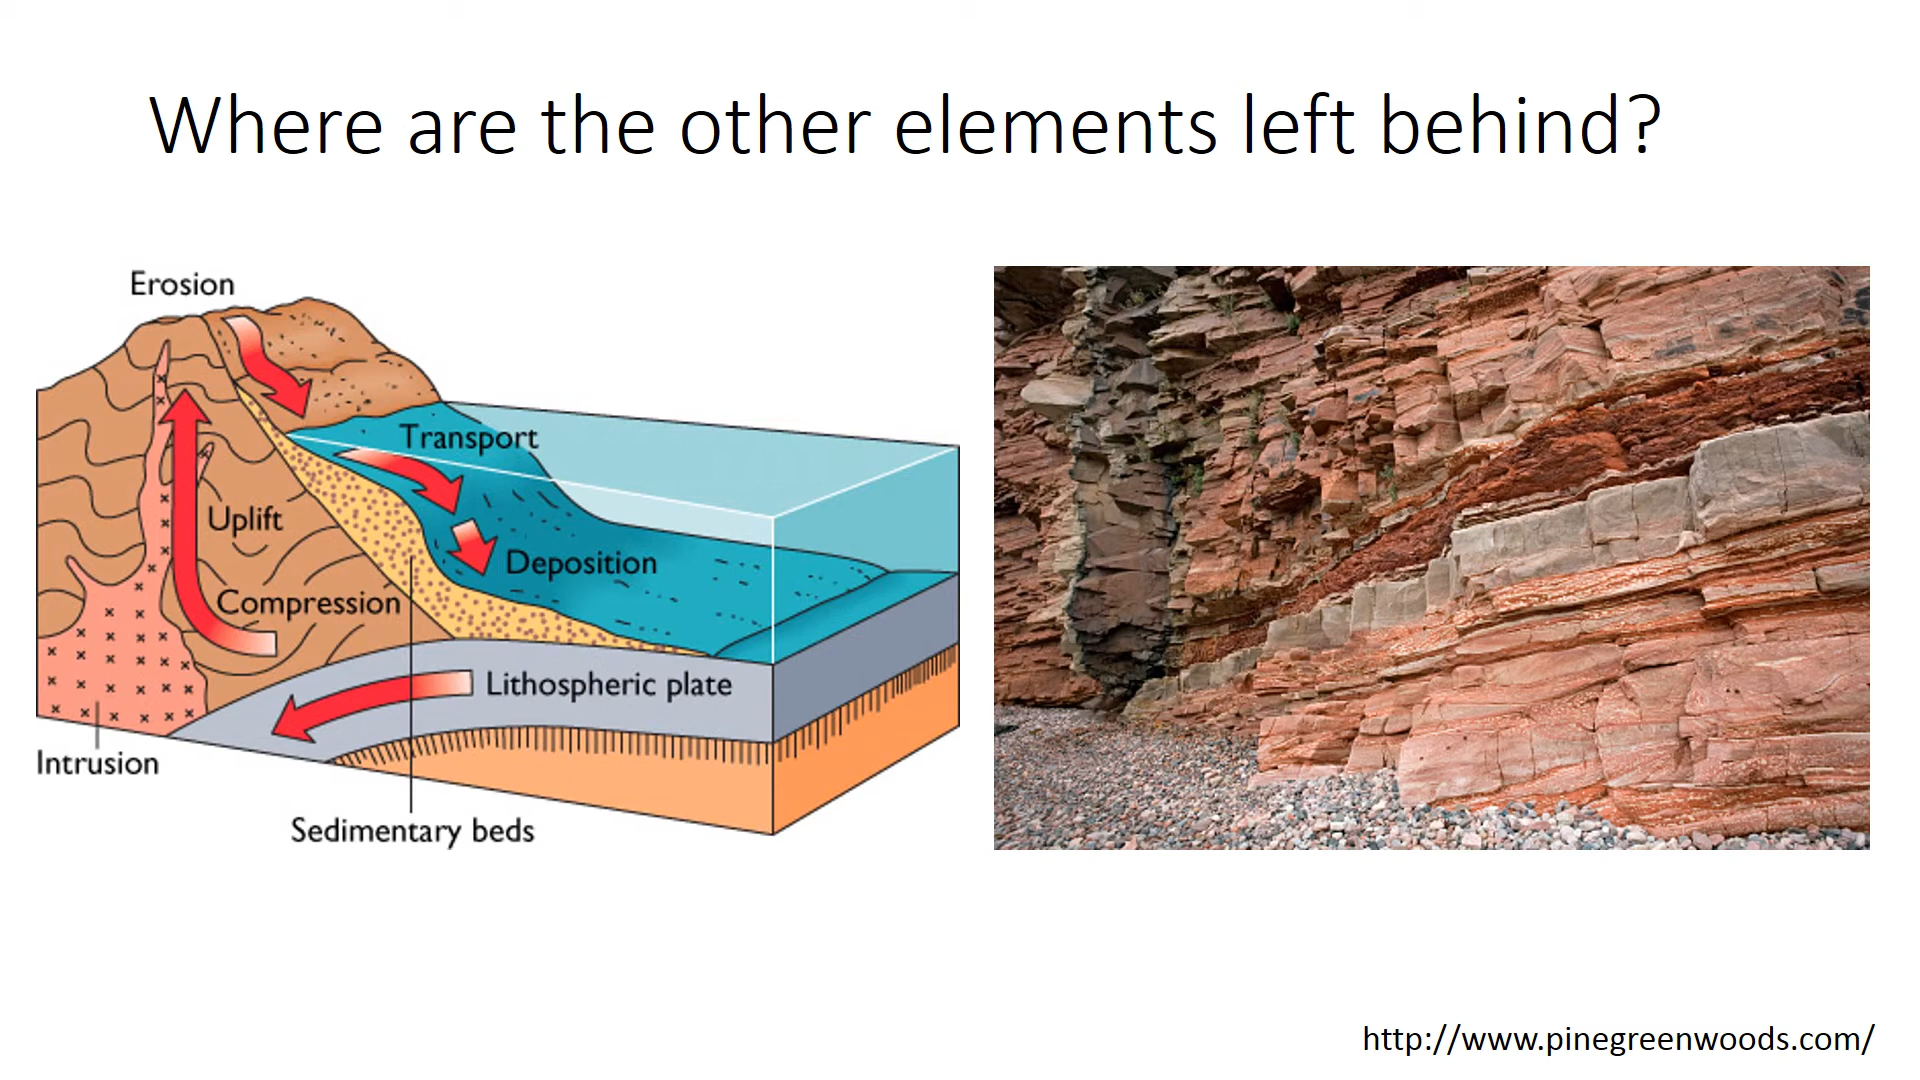 Where are the other elements left behind?
Erosion
Transport
Uplift
Deposition
Compression
Lithospheric plate
Intrusion
Sedimentary beds
http://www.pinegreenwoods.com/